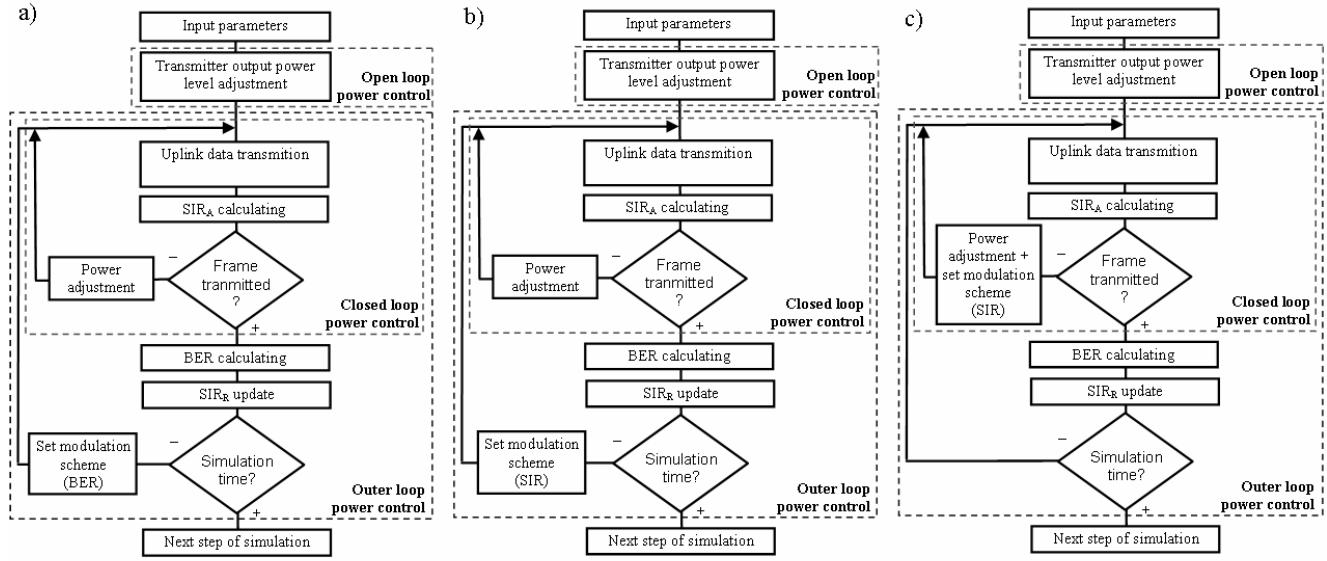 a)
Input parameters
Transmitter output power
level adjustment
Open loop
power control
Uplink data transmition
SIRA calculating
Power
adjustment
–
Frame
tranmitted
?
+
Closed loop
power control
BER calculating
SIRR update
Set modulation
scheme
(BER)
–
Simulation
time?
+
Outer loop
power control
Next step of simulation
b)
Input parameters
Transmitter output power
level adjustment
Open loop
power control
Uplink data transmition
SIRA calculating
Power
adjustment
–
Frame
tranmitted
?
+
Closed loop
power control
BER calculating
SIRR update
Set modulation
scheme
(SIR)
–
Simulation
time?
+
Outer loop
power control
Next step of simulation
c)
Input parameters
Transmitter output power
level adjustment
Open loop
power control
Uplink data transmition
SIRA calculating
Power
adjustment +
set modulation
scheme
(SIR)
–
Frame
tranmitted
?
+
Closed loop
power control
BER calculating
SIRR update
–
Simulation
time?
+
Outer loop
power control
Next step of simulation